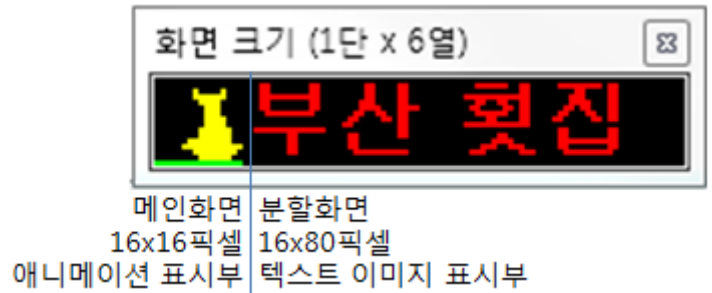 화면 크기 (1단 x 6열)
부산 횟집
메인화면 분할화면
16x16픽셀 16x80픽셀
애니메이션 표시부 텍스트 이미지 표시부